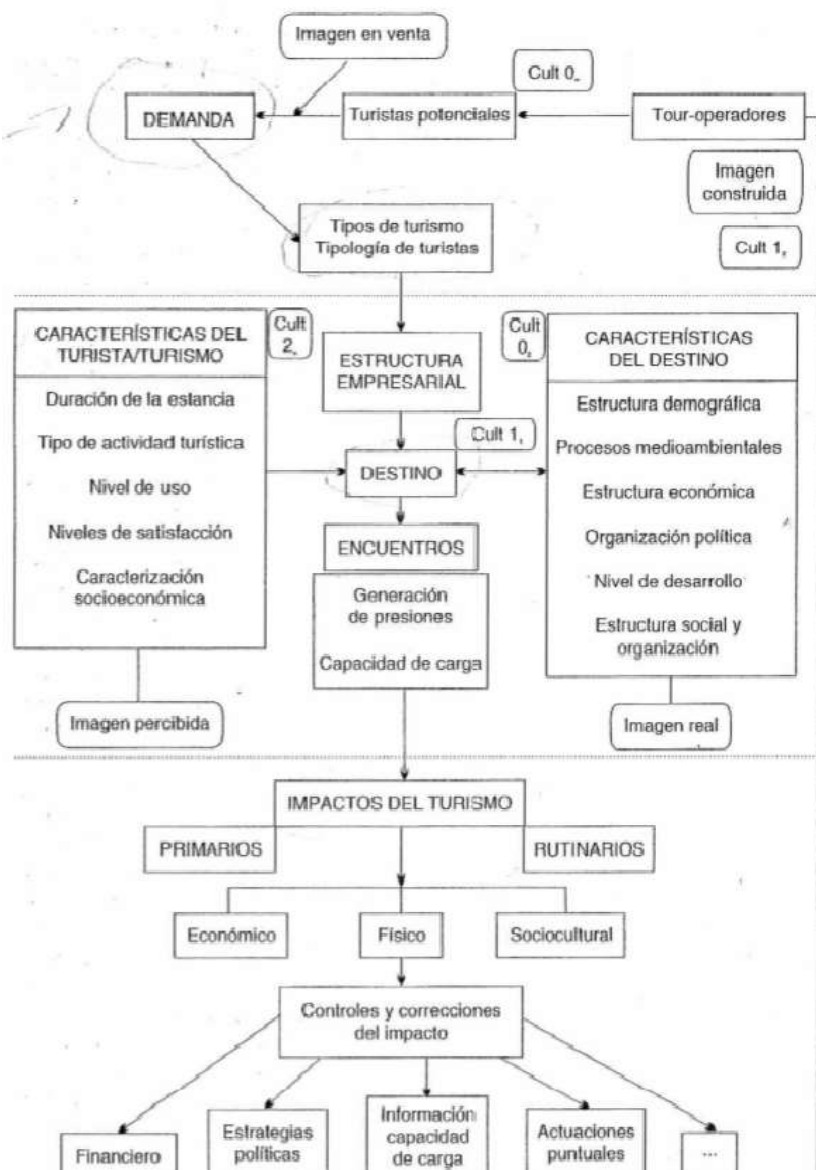 Imagen en venta
Cult 0,
DEMANDA
Turistas potenciales
Tour-operadores
Imagen
construida
Cult 1,
Tipos de turismo
Tipología de turistas
CARACTERÍSTICAS DEL
TURISTA/TURISMO
Duración de la estancia
Tipo de actividad turística
Nivel de uso
Niveles de satisfacción
Caracterización
socioeconómica
Imagen percibida
Cult
2,
ESTRUCTURA
EMPRESARIAL
Cult
0,
Cult 1,
DESTINO
ENCUENTROS
Generación
de presiones
Capacidad de carga
CARACTERÍSTICAS
DEL DESTINO
Estructura demográfica
Procesos medioambientales
Estructura económica
Organización política
Nivel de desarrollo
Estructura social y
organización
Imagen real
IMPACTOS DEL TURISMO
PRIMARIOS
RUTINARIOS
Económico
Físico
Sociocultural
Controles y correcciones
del impacto
Financiero
Estrategias
políticas
Información
capacidad
de carga
Actuaciones
puntuales
...